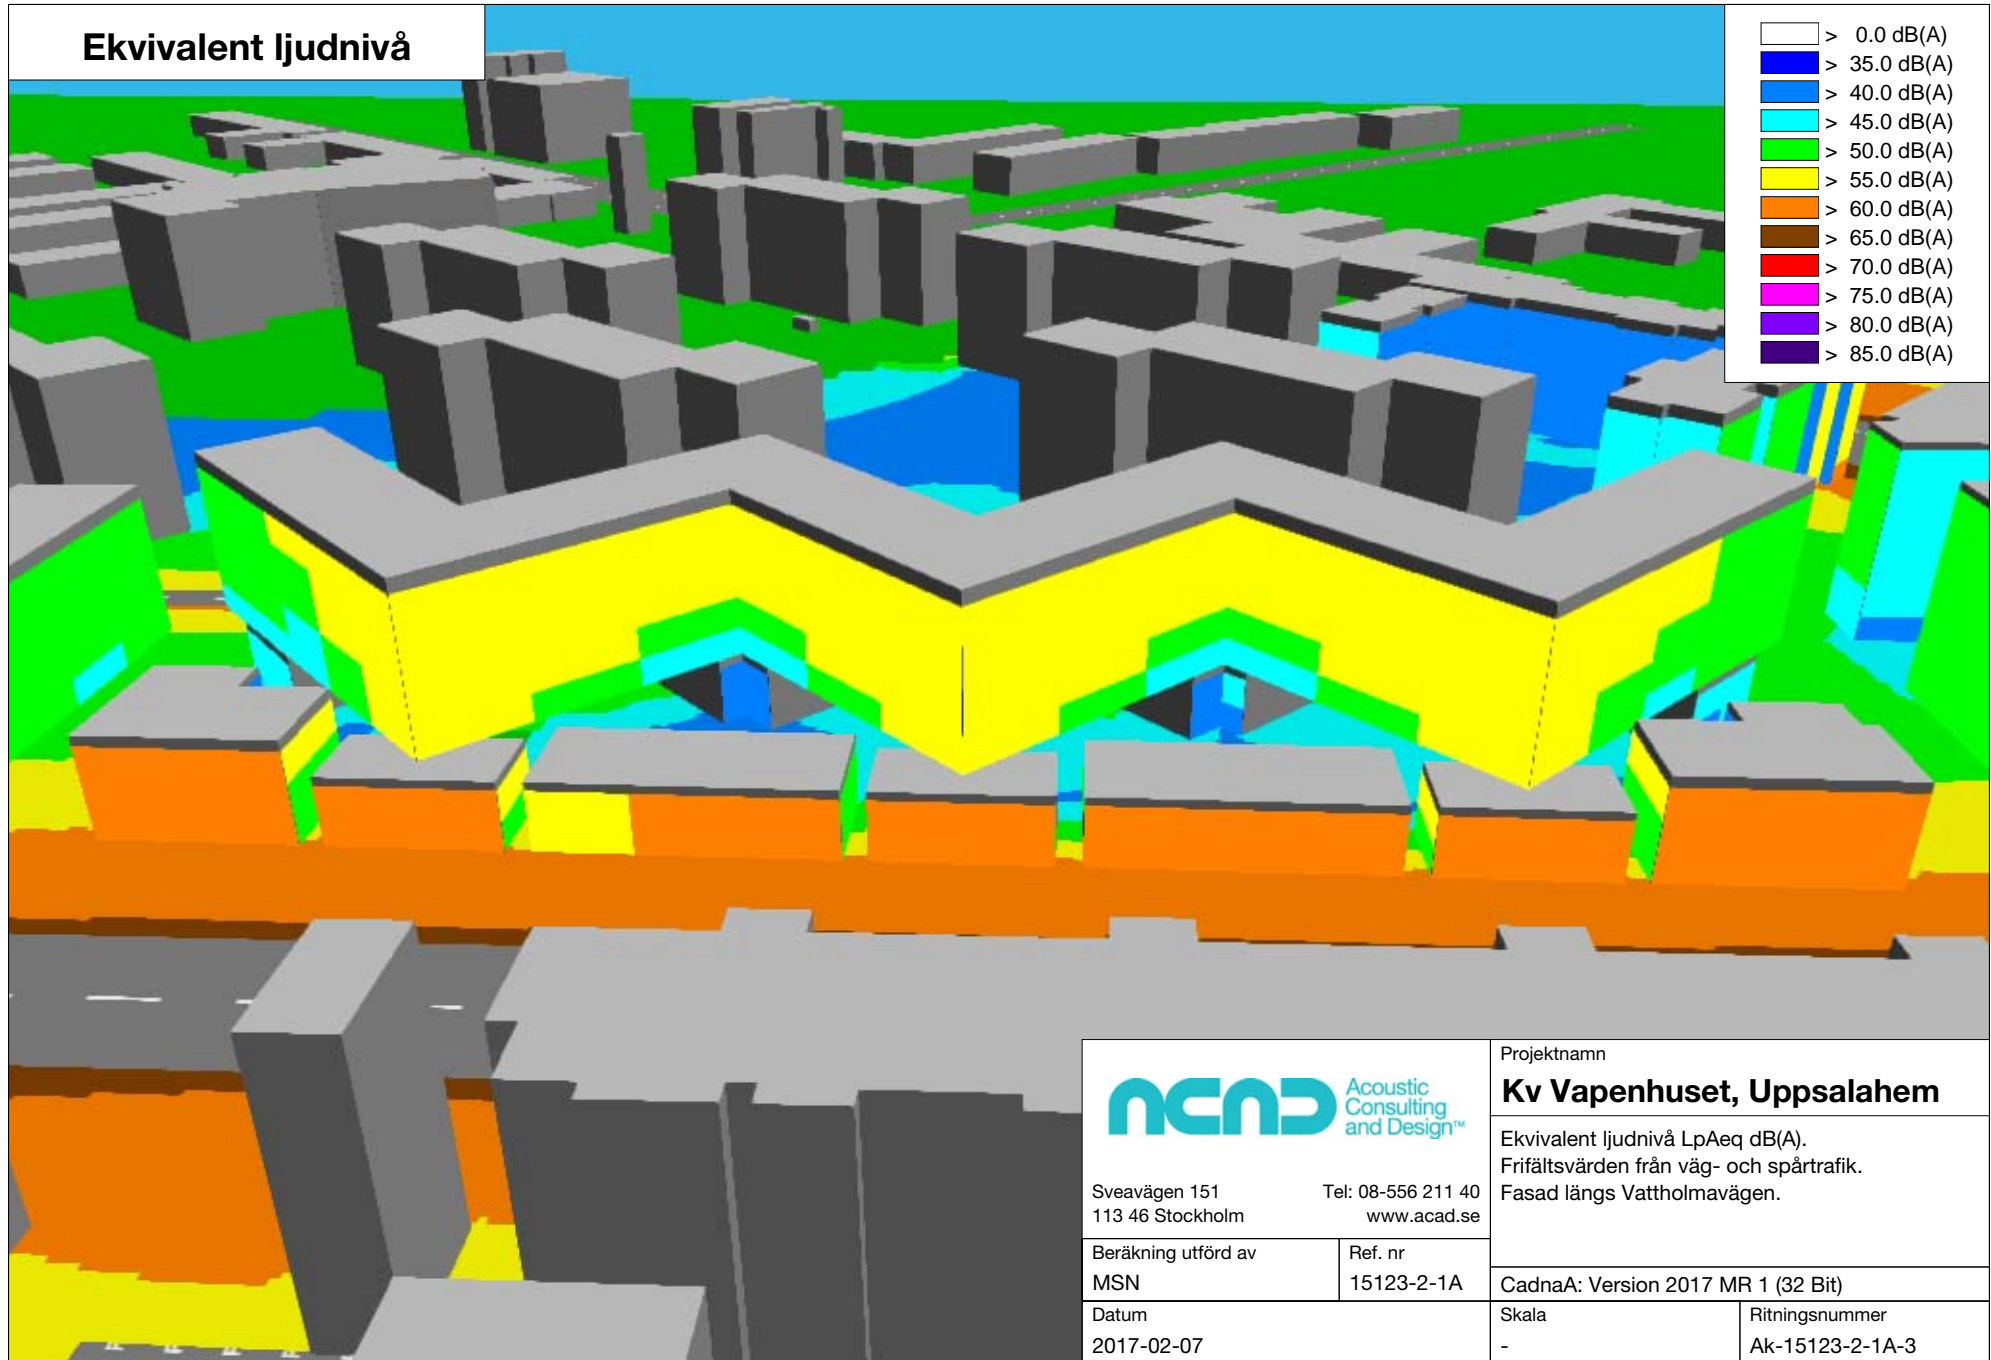 Ekvivalent ljudnivå
> 0.0 dB(A)
> 35.0 dB(A)
> 40.0 dB(A)
> 45.0 dB(A)
> 50.0 dB(A)
> 55.0 dB(A)
> 60.0 dB(A)
> 65.0 dB(A)
> 70.0 dB(A)
> 75.0 dB(A)
> 80.0 dB(A)
> 85.0 dB(A)
ACAD
Acoustic
Consulting
and Design™
Sveavägen 151
Tel: 08-556 211 40
113 46 Stockholm
www.acad.se
Beräkning utförd av
MSN
Ref. nr
15123-2-1A
Datum
2017-02-07
Projektnamn
Kv Vapenhuset, Uppsalahem
Ekvivalent ljudnivå LpAeq dB(A).
Frifältsvärden från väg- och spårtrafik.
Fasad längs Vattholmavägen.
CadnaA: Version 2017 MR 1 (32 Bit)
Skala
-
Ritningsnummer
Ak-15123-2-1A-3